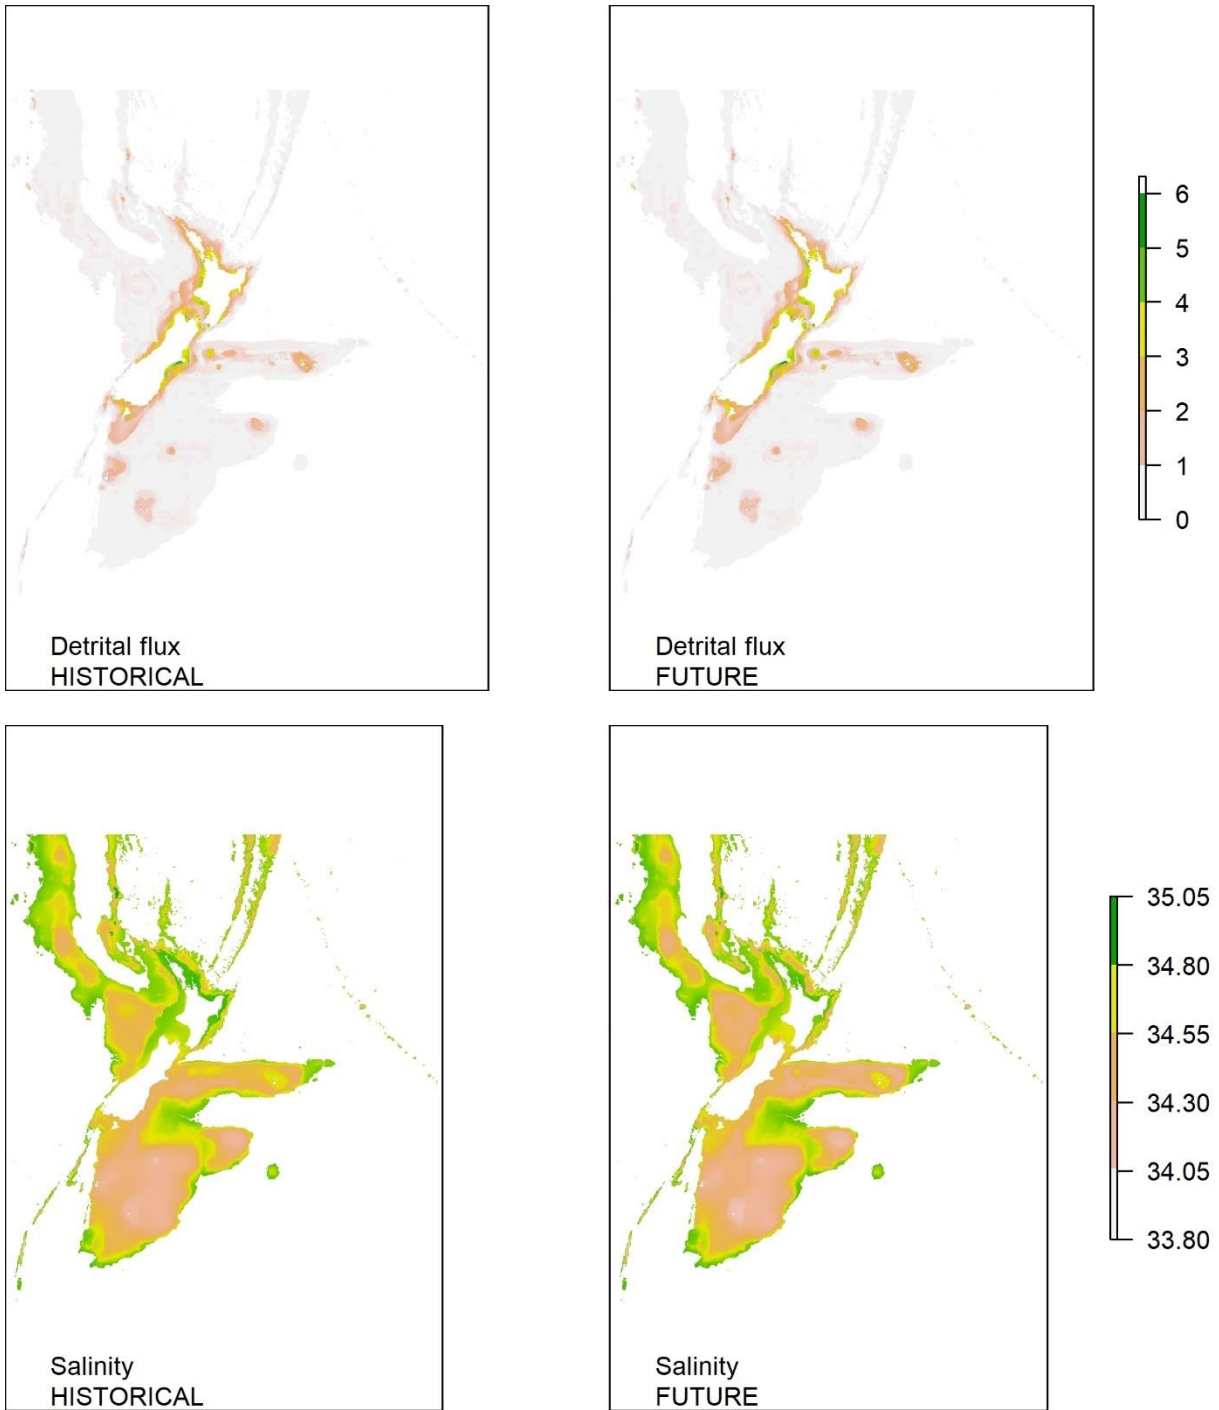 Detrital flux
HISTORICAL
Detrital flux
FUTURE
6
5
4
3
2
1
0
Salinity
HISTORICAL
Salinity
FUTURE
35.05
34.80
34.55
34.30
34.05
33.80